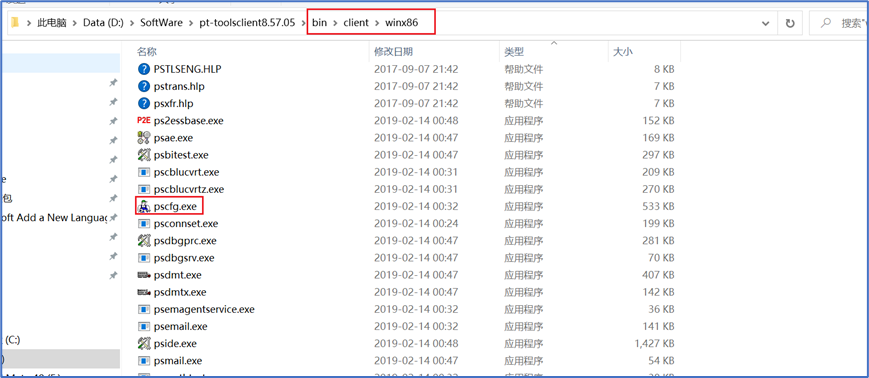 此电脑 › Data (D:) › SoftWare › pt-toolsclient8.57.05 › bin › client › winx86 搜索"
名称 修改日期 类型 大小
PSTLSENG.HLP 2017-09-07 21:42 帮助文件 8 KB
pstrans.hlp 2017-09-07 21:42 帮助文件 7 KB
psxfr.hlp 2017-09-07 21:42 帮助文件 7 KB
P2E ps2essbase.exe 2019-02-14 00:48 应用程序 152 KB
psae.exe 2019-02-14 00:47 应用程序 169 KB
psbitest.exe 2019-02-14 00:47 应用程序 297 KB
pscblucvrt.exe 2019-02-14 00:31 应用程序 209 KB
e pscblucvrtz.exe 2019-02-14 00:31 应用程序 270 KB
包 pscfg.exe 2019-02-14 00:32 应用程序 533 KB
oft Add a New Languag psconnset.exe 2019-02-14 00:24 应用程序 199 KB
psdbgprc.exe 2019-02-14 00:47 应用程序 281 KB
psdbgsrv.exe 2019-02-14 00:47 应用程序 70 KB
psdmt.exe 2019-02-14 00:47 应用程序 407 KB
psdmtx.exe 2019-02-14 00:47 应用程序 142 KB
psemagentservice.exe 2019-02-14 00:32 应用程序 36 KB
psemail.exe 2019-02-14 00:32 应用程序 141 KB
(C:) pside.exe 2019-02-14 00:48 应用程序 1,427 KB
) psmail.exe 2019-02-14 00:47 应用程序 54 KB